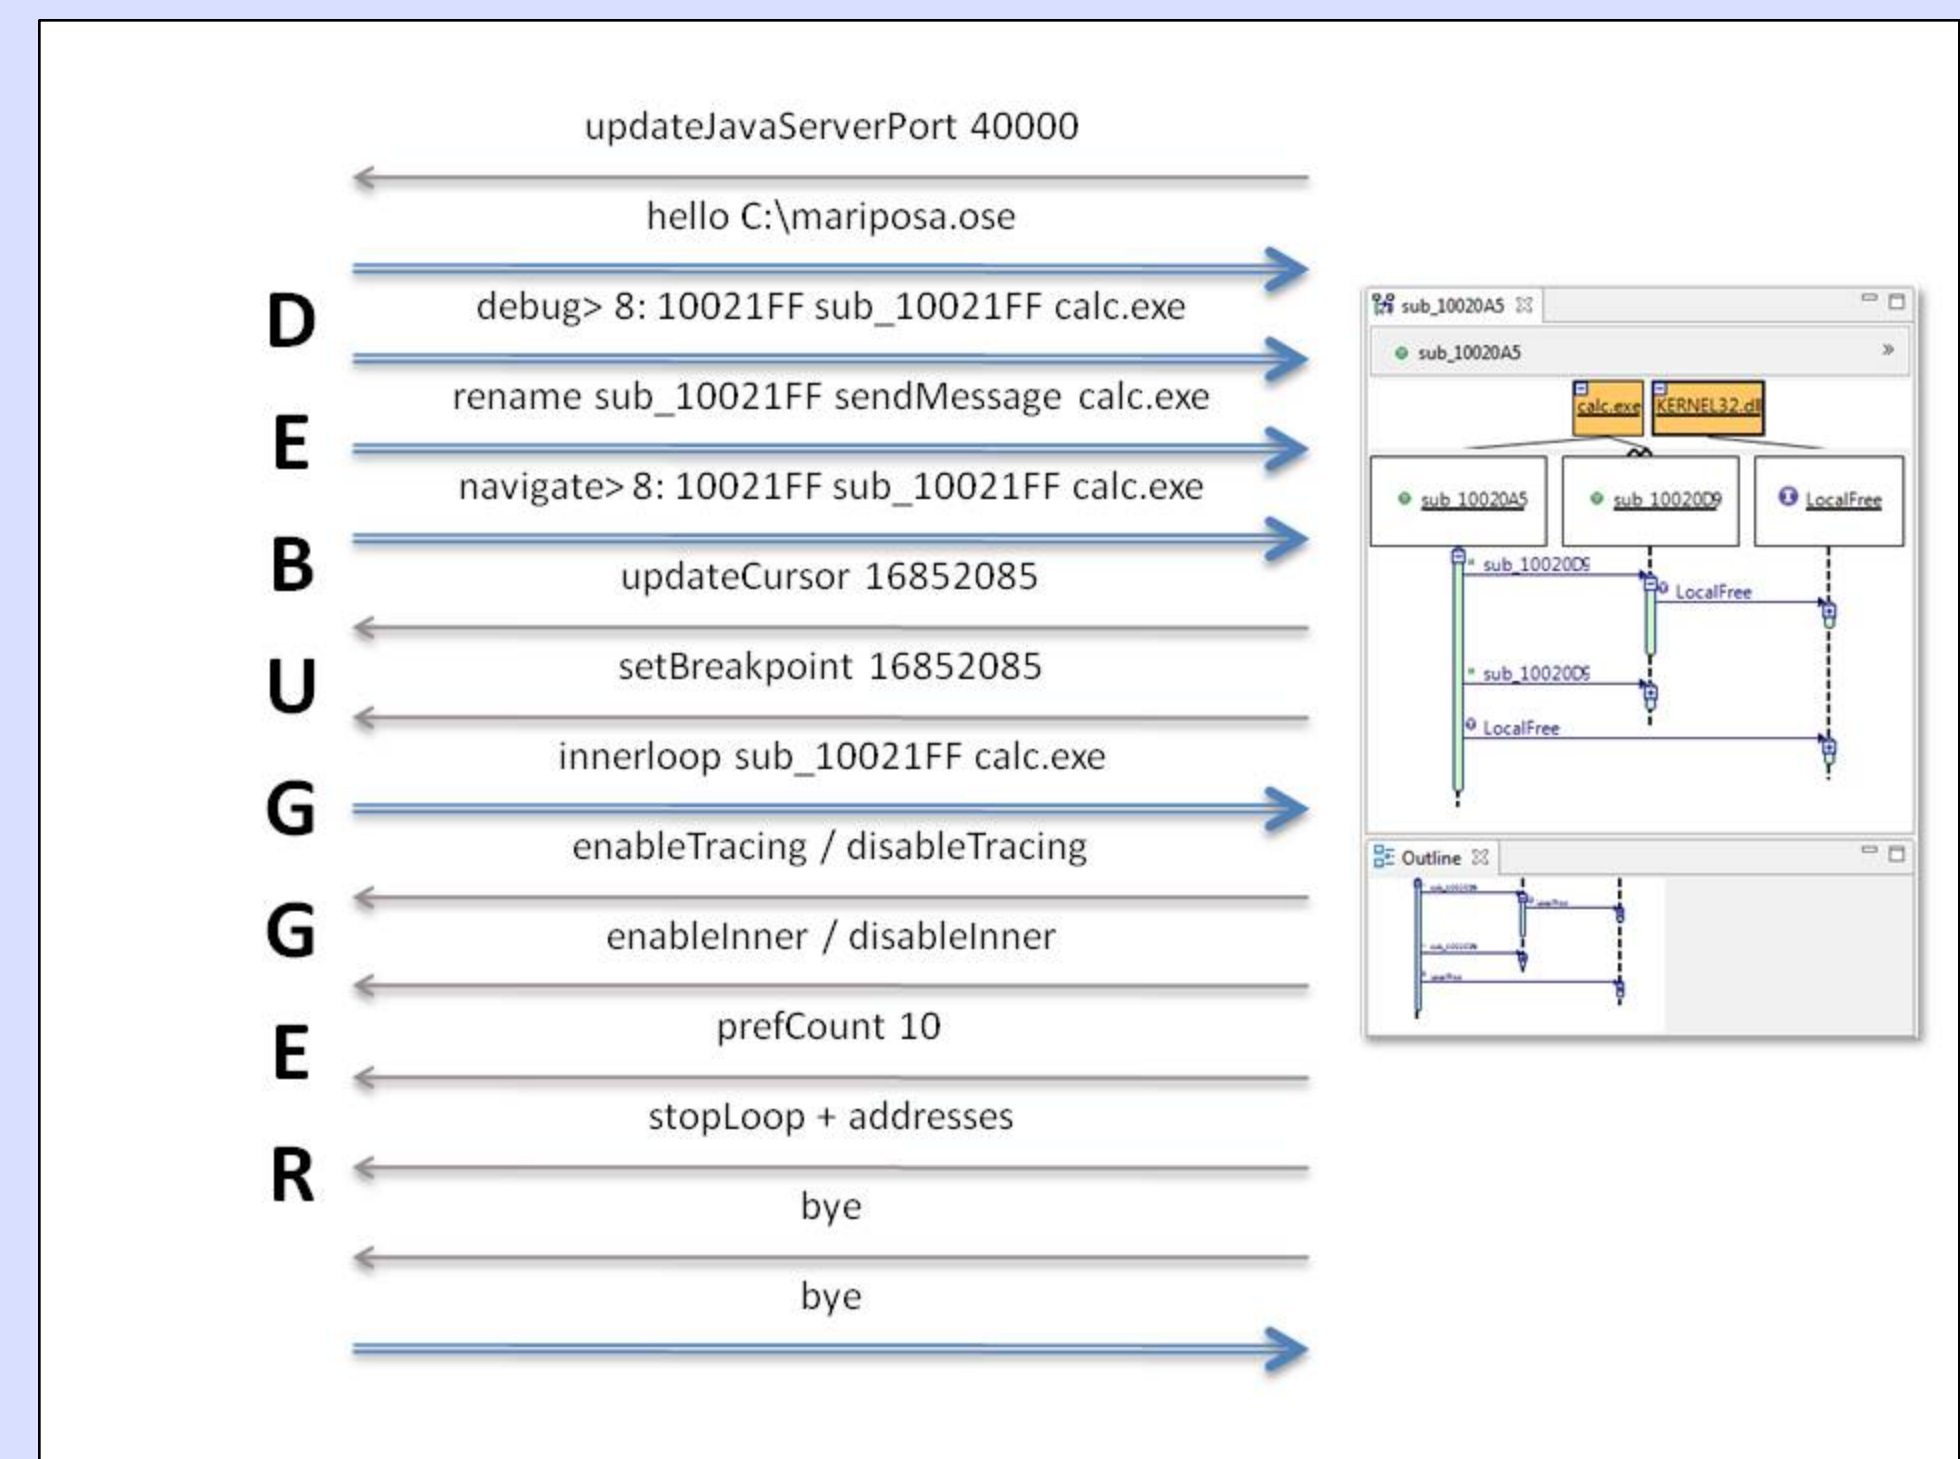 updateJavaServerPort 40000
hello C:\mariposa.ose
debug> 8: 10021FF sub_10021FF calc.exe
rename sub_10021FF sendMessage calc.exe
navigate> 8: 10021FF sub_10021FF calc.exe
updateCursor 16852085
setBreakpoint 16852085
innerloop sub_10021FF calc.exe
enableTracing / disableTracing
enableInner / disableInner
prefCount 10
stopLoop + addresses
bye
bye
D
E
B
U
G
G
E
R
sub_10020A5
sub_10020A5 »
calc.exe KERNEL32.dll
sub_10020A5 sub_10020D9 LocalFree
sub_10020D9
LocalFree
sub_10020D9
LocalFree
Outline